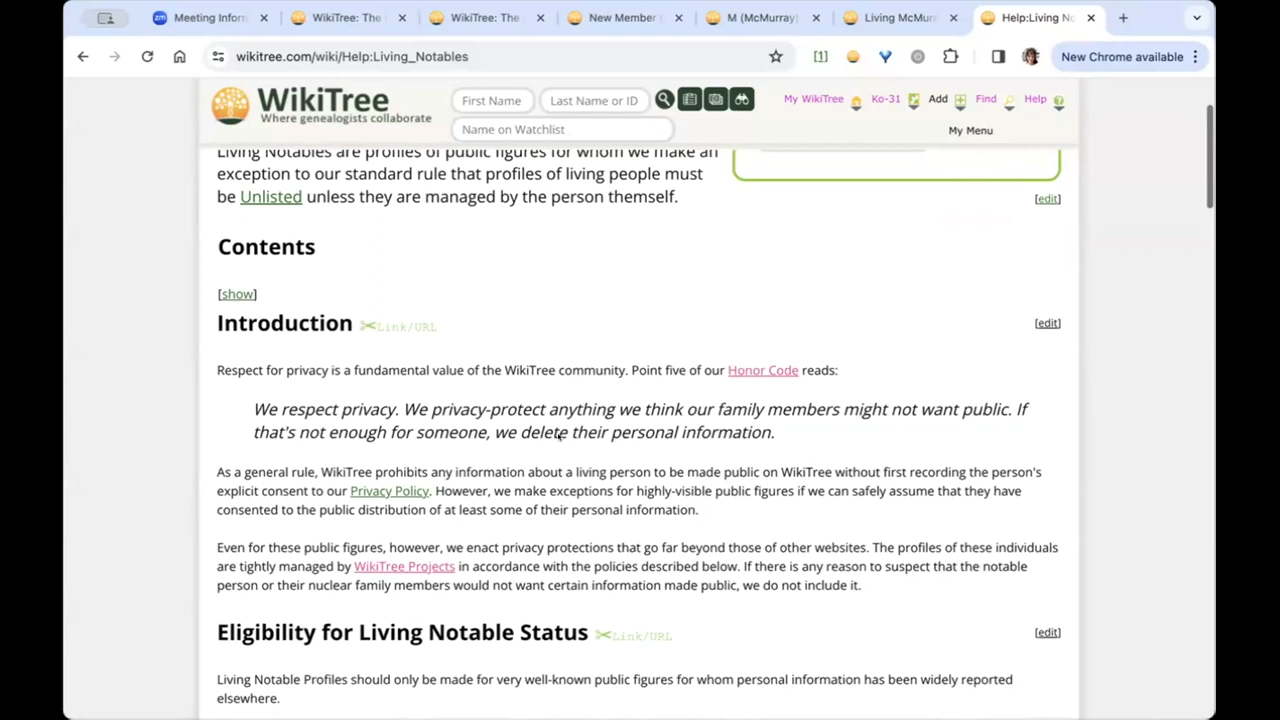 Meeting Inform
WikiTree: The
WikiTree: The
New Member
M (McMurray)
Living McMur
Help:Living No
wikitree.com/wiki/Help:Living_Notables
[1]
New Chrome available
WikiTree
Where genealogists collaborate
First Name
Last Name or ID
Name on Watchlist
My WikiTree
Ko-31
Add
Find
Help
My Menu
Living Notables are profiles of public figures for whom we make an
exception to our standard rule that profiles of living people must
be Unlisted unless they are managed by the person themself.
[edit]
Contents
[show]
Introduction Link/URL
[edit]
Respect for privacy is a fundamental value of the WikiTree community. Point five of our Honor Code reads:
We respect privacy. We privacy-protect anything we think our family members might not want public. If
that's not enough for someone, we delete their personal information.
As a general rule, WikiTree prohibits any information about a living person to be made public on WikiTree without first recording the person's
explicit consent to our Privacy Policy. However, we make exceptions for highly-visible public figures if we can safely assume that they have
consented to the public distribution of at least some of their personal information.
Even for these public figures, however, we enact privacy protections that go far beyond those of other websites. The profiles of these individuals
are tightly managed by WikiTree Projects in accordance with the policies described below. If there is any reason to suspect that the notable
person or their nuclear family members would not want certain information made public, we do not include it.
Eligibility for Living Notable Status Link/URL
[edit]
Living Notable Profiles should only be made for very well-known public figures for whom personal information has been widely reported
elsewhere.